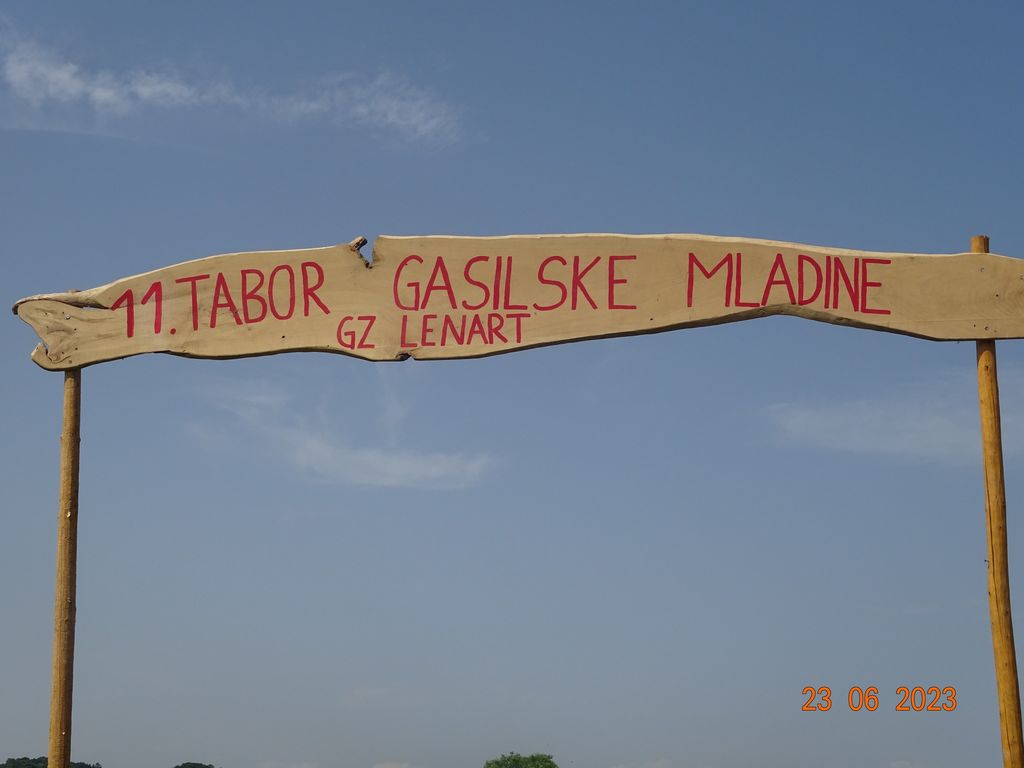 11. TABOR GASILSKE MLADINE
GZ LENART
23 06 2023